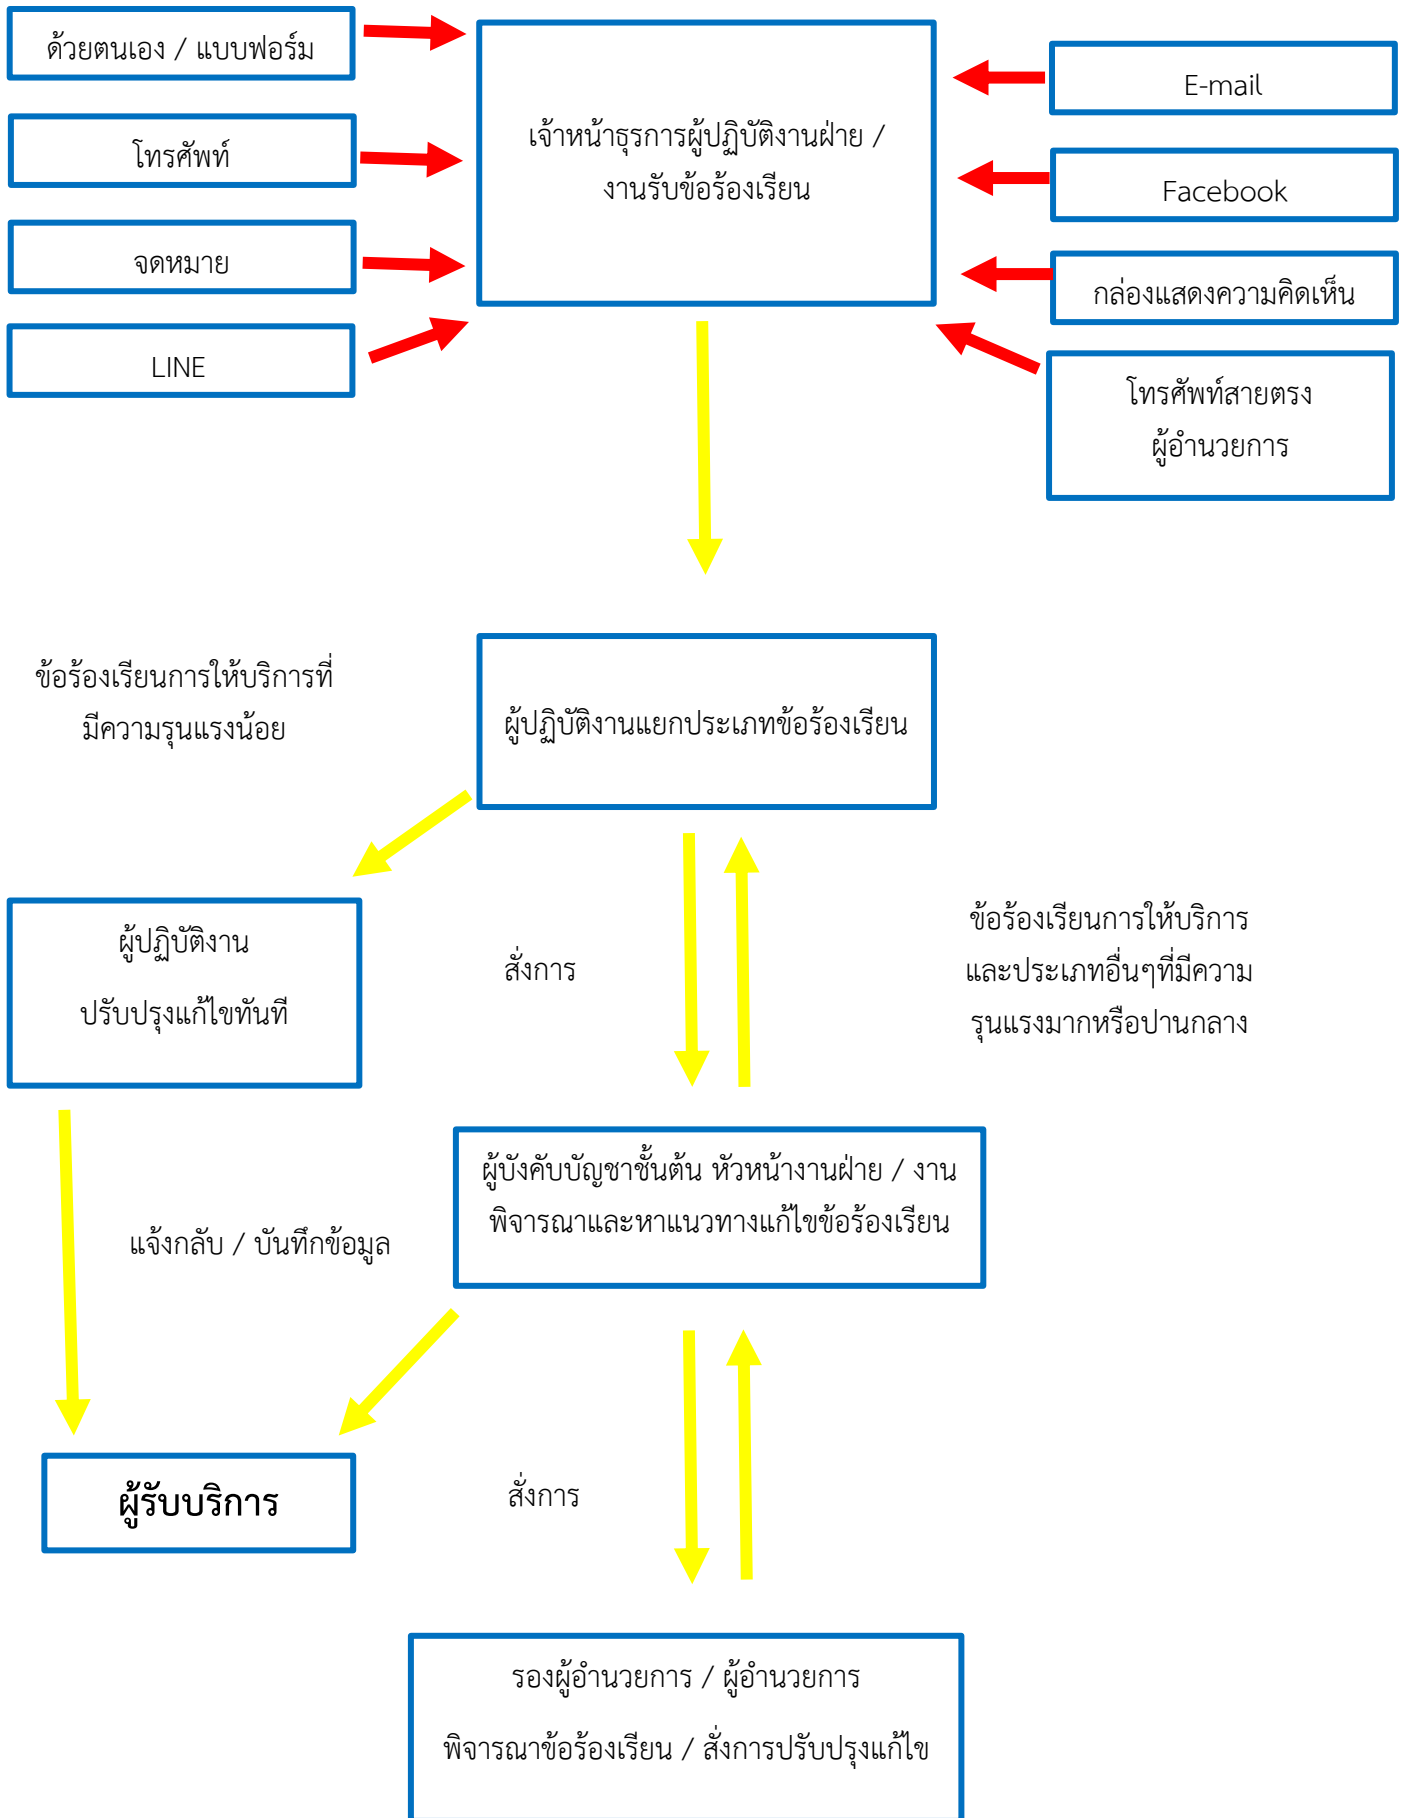 ด้วยตนเอง / แบบฟอร์ม
โทรศัพท์
จดหมาย
LINE
เจ้าหน้าธุรการผู้ปฏิบัติงานฝ่าย /
งานรับข้อร้องเรียน
E-mail
Facebook
กล่องแสดงความคิดเห็น
โทรศัพท์สายตรง
ผู้อำนวยการ
ข้อร้องเรียนการให้บริการที่
มีความรุนแรงน้อย
ผู้ปฏิบัติงานแยกประเภทข้อร้องเรียน
ผู้ปฏิบัติงาน
ปรับปรุงแก้ไขทันที
สั่งการ
ข้อร้องเรียนการให้บริการ
และประเภทอื่นๆที่มีความ
รุนแรงมากหรือปานกลาง
ผู้บังคับบัญชาชั้นต้น หัวหน้างานฝ่าย / งาน
พิจารณาและหาแนวทางแก้ไขข้อร้องเรียน
แจ้งกลับ / บันทึกข้อมูล
ผู้รับบริการ
สั่งการ
รองผู้อำนวยการ / ผู้อำนวยการ
พิจารณาข้อร้องเรียน / สั่งการปรับปรุงแก้ไข